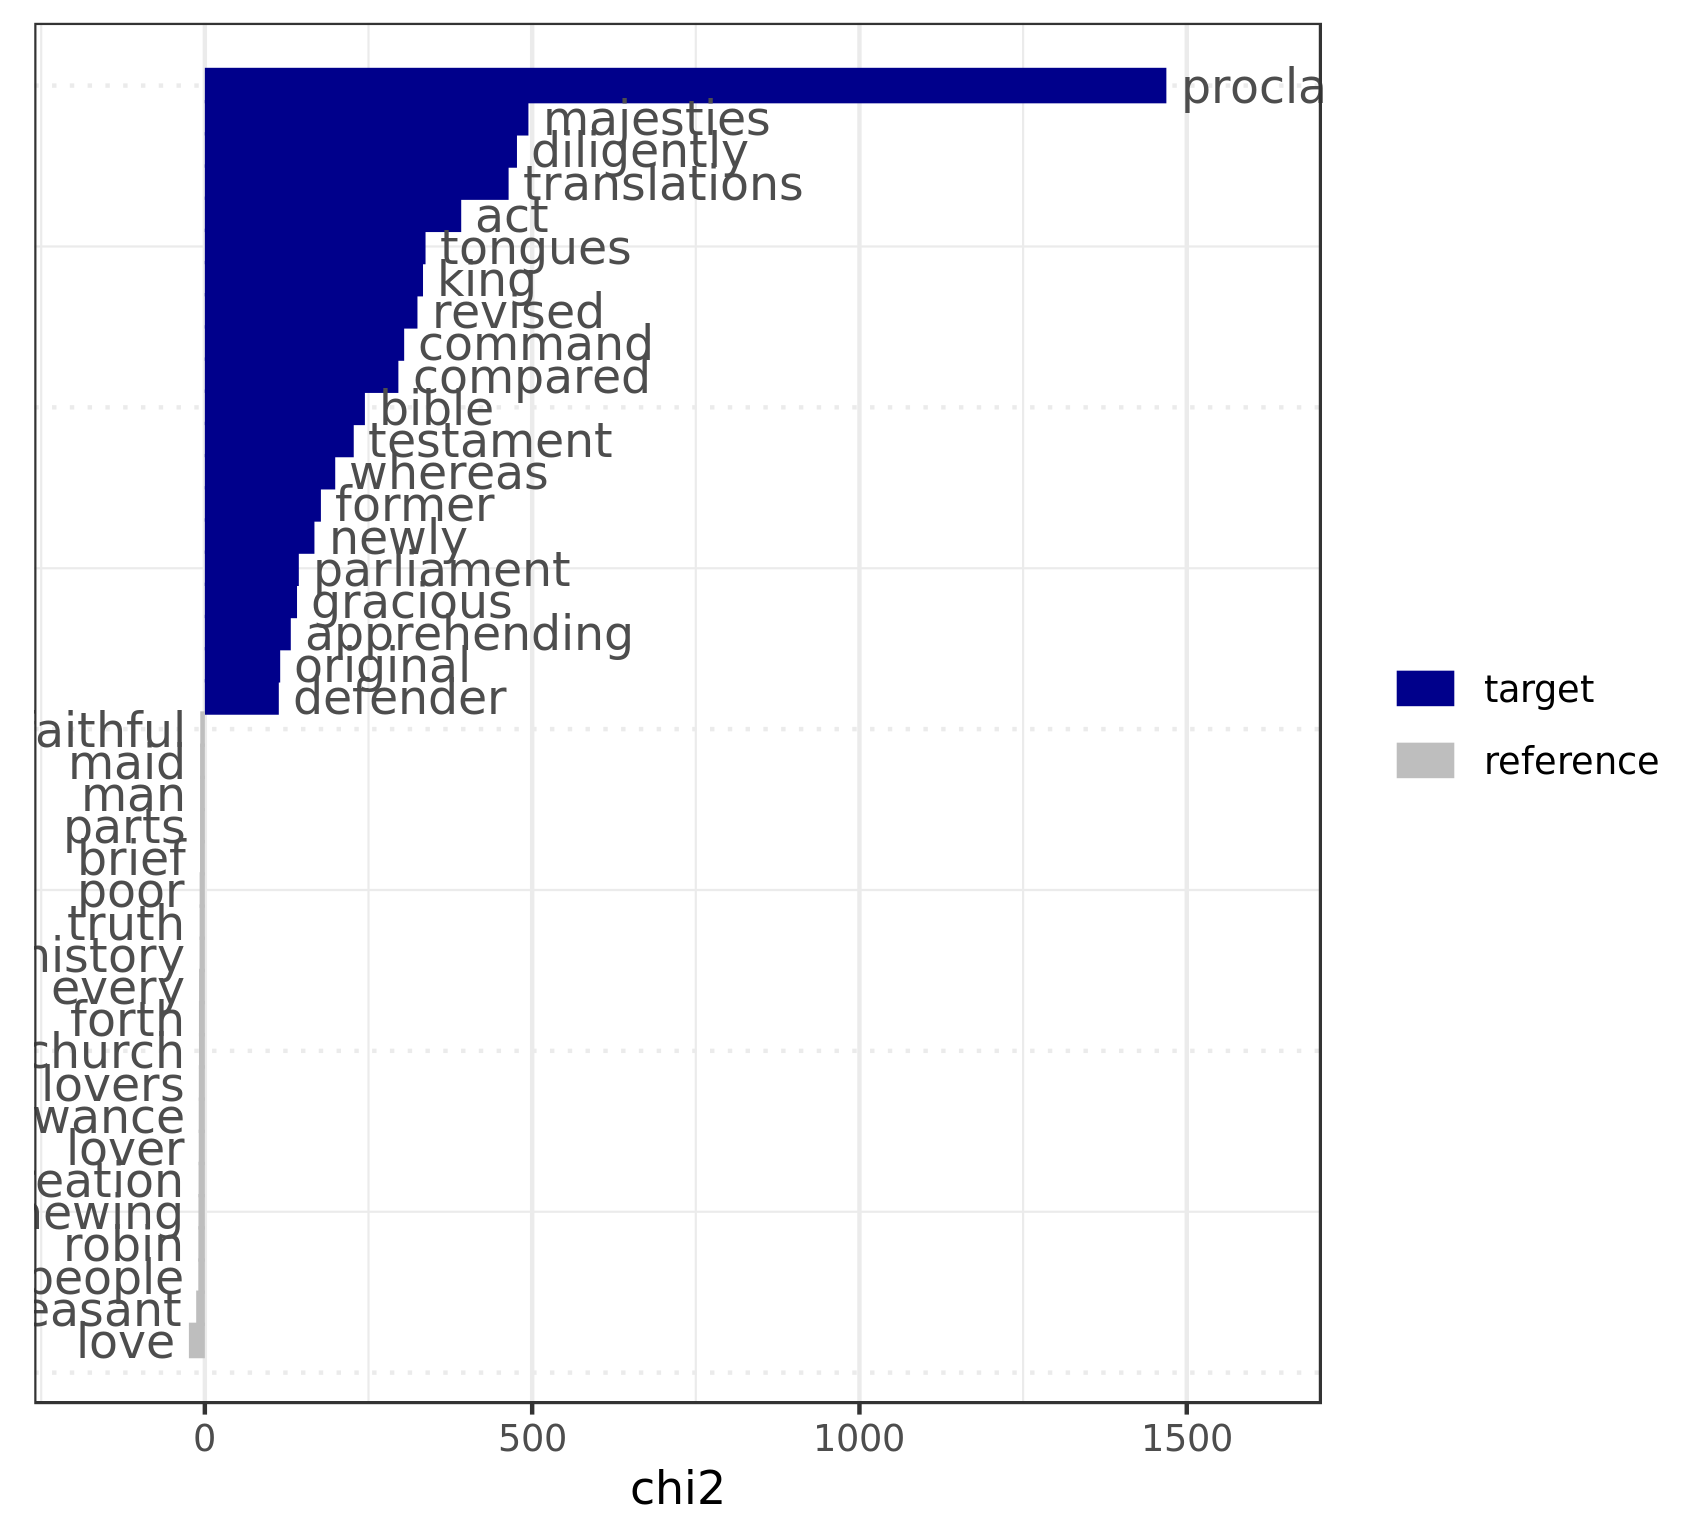 procla
majesties
diligently
translations
act
tongues
king
revised
command
compared
bible
testament
whereas
former
newly
parliament
gracious
apprehending
original
defender
aithful
maid
man
parts
brief
poor
truth
history
every
forth
church
lovers
wance
lover
eation
ewing
robin
people
easant
love
target
reference
0 500 1000 1500
chi2